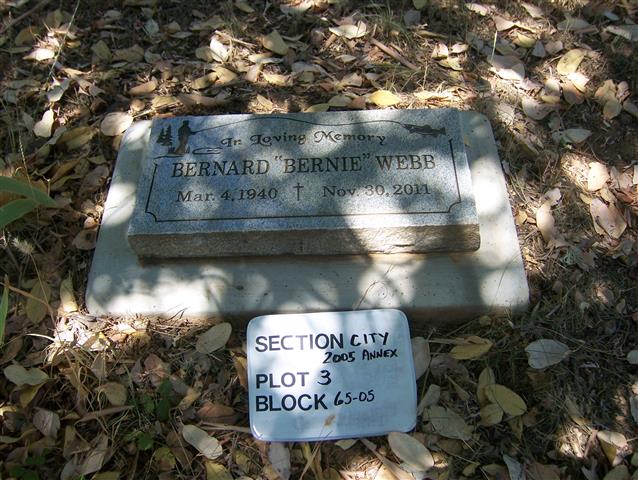 In Loving Memory
BERNARD "BERNIE" WEBB
Mar. 4, 1940 † Nov. 30, 2011
SECTION CITY
2005 ANNEX
PLOT 3
BLOCK 65-05